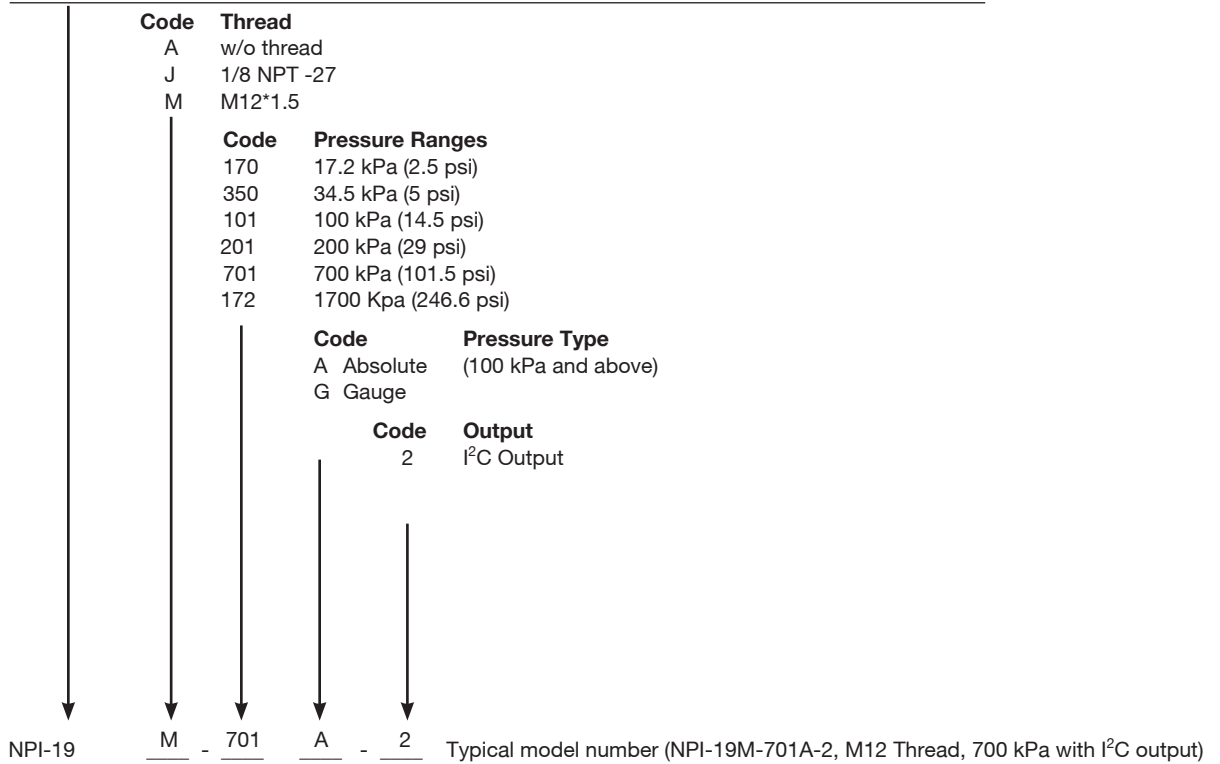 Code Thread
A w/o thread
J 1/8 NPT -27
M M12*1.5
Code Pressure Ranges
170 17.2 kPa (2.5 psi)
350 34.5 kPa (5 psi)
101 100 kPa (14.5 psi)
201 200 kPa (29 psi)
701 700 kPa (101.5 psi)
172 1700 Kpa (246.6 psi)
Code Pressure Type
A Absolute (100 kPa and above)
G Gauge
Code Output
2 I²C Output
NPI-19 M - 701 A - 2 Typical model number (NPI-19M-701A-2, M12 Thread, 700 kPa with I²C output)